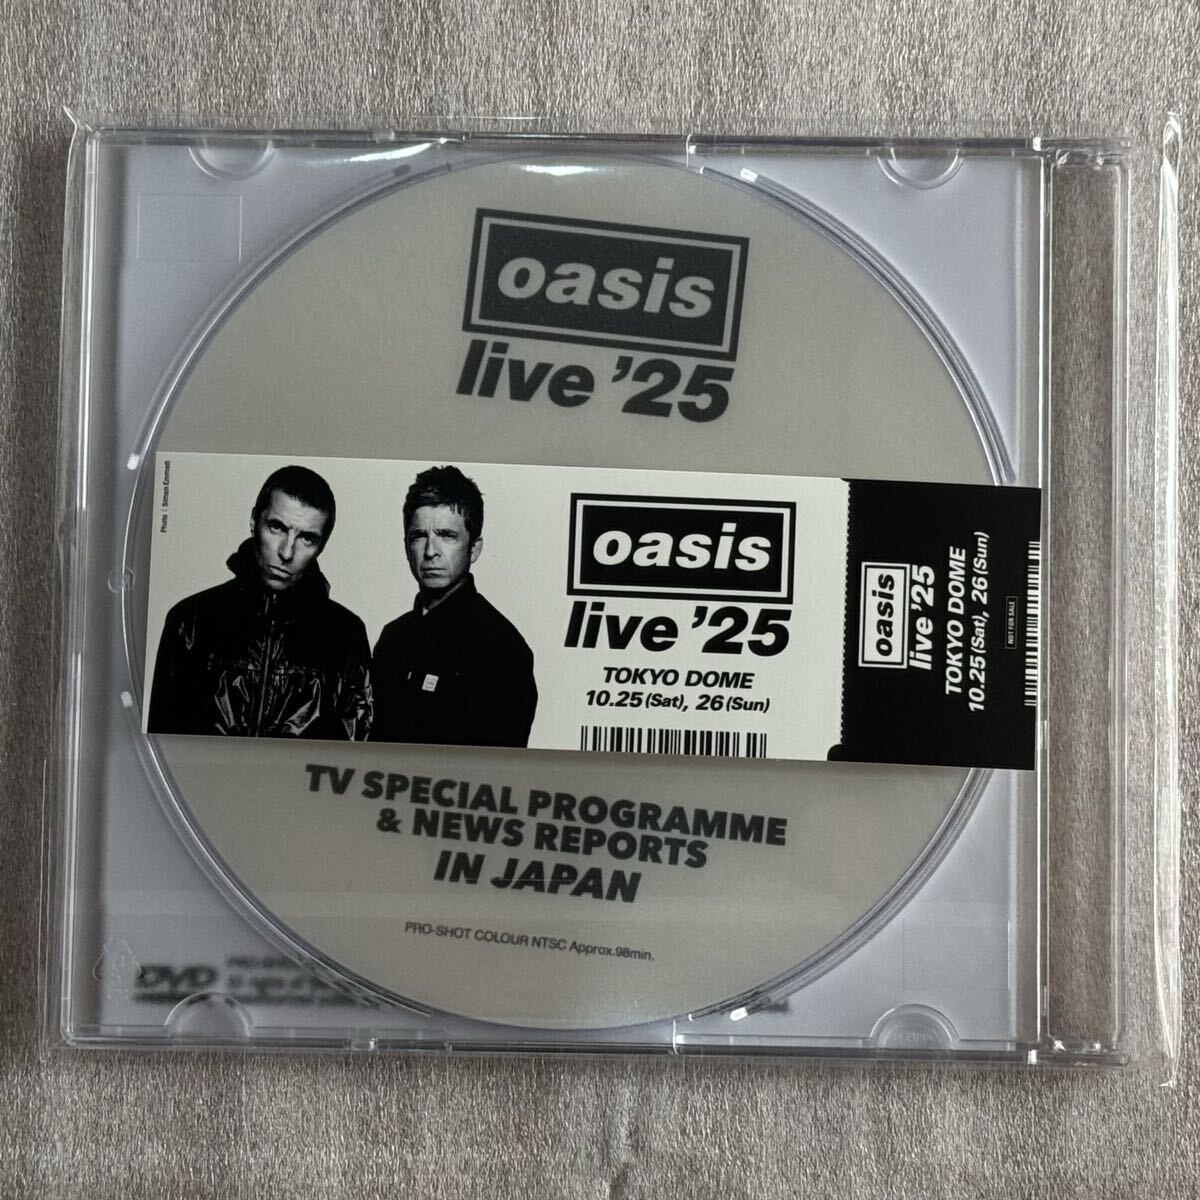 oasis
live '25
Photo : Simon Emmett
oasis
live '25
TOKYO DOME
10.25 (Sat), 26 (Sun)
oasis
live '25
TOKYO DOME
10.25 (Sat), 26 (Sun)
NOT FOR SALE
TV SPECIAL PROGRAMME
& NEWS REPORTS
IN JAPAN
PRO-SHOT COLOUR NTSC Approx.98min.
DVD